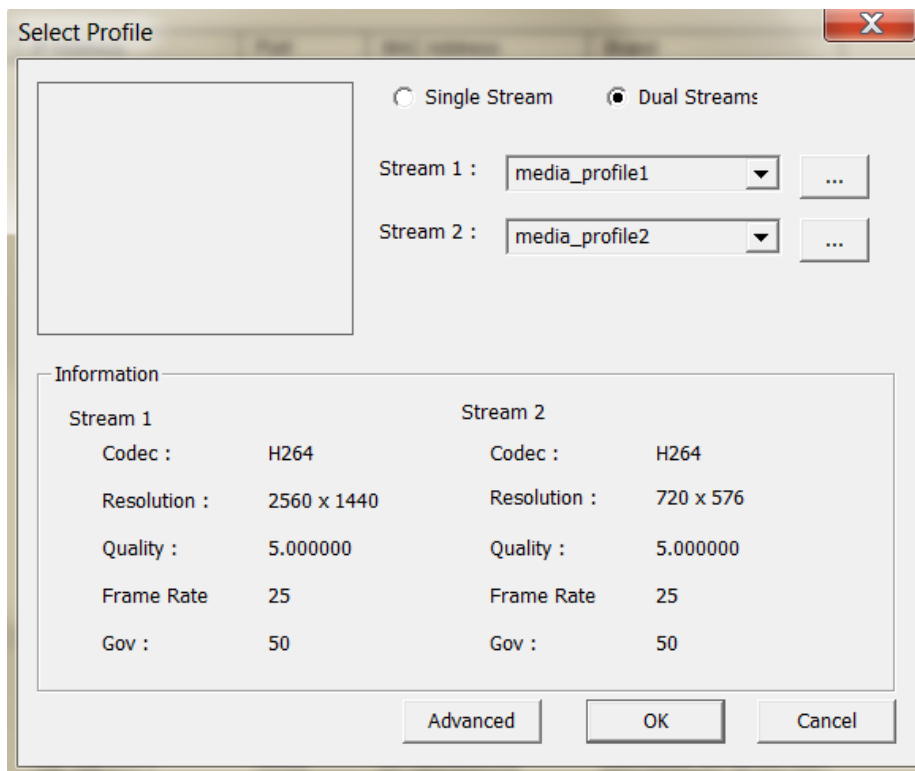 Select Profile
X
Single Stream
Dual Streams
Stream 1 :
media_profile1
...
Stream 2 :
media_profile2
...
Information
Stream 1
Codec : H264
Resolution : 2560 x 1440
Quality : 5.000000
Frame Rate 25
Gov : 50
Stream 2
Codec : H264
Resolution : 720 x 576
Quality : 5.000000
Frame Rate 25
Gov : 50
Advanced
OK
Cancel